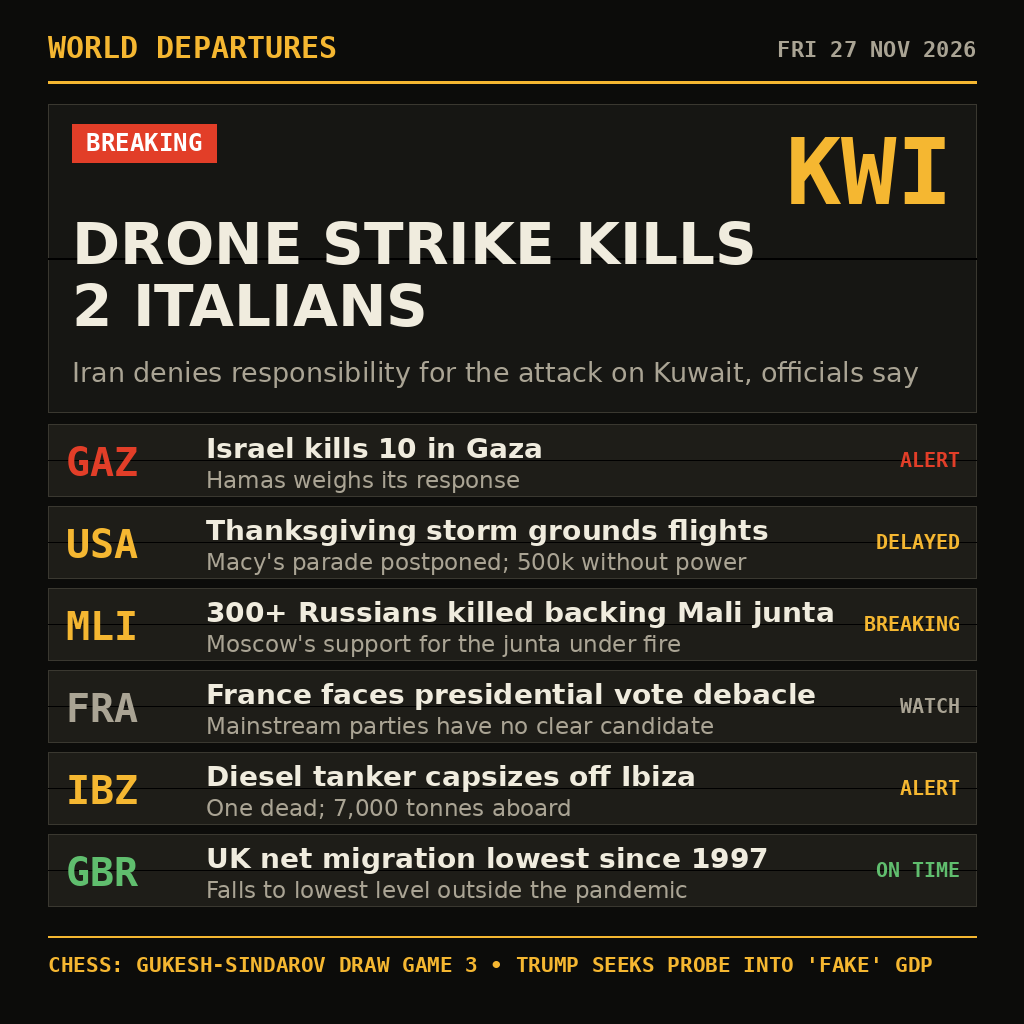 WORLD DEPARTURES
FRI 27 NOV 2026
BREAKING
KWI
DRONE STRIKE KILLS
2 ITALIANS
Iran denies responsibility for the attack on Kuwait, officials say
GAZ
Israel kills 10 in Gaza
Hamas weighs its response
ALERT
USA
Thanksgiving storm grounds flights
Macy's parade postponed; 500k without power
DELAYED
MLI
300+ Russians killed backing Mali junta
Moscow's support for the junta under fire
BREAKING
FRA
France faces presidential vote debacle
Mainstream parties have no clear candidate
WATCH
IBZ
Diesel tanker capsizes off Ibiza
One dead; 7,000 tonnes aboard
ALERT
GBR
UK net migration lowest since 1997
Falls to lowest level outside the pandemic
ON TIME
CHESS: GUKESH-SINDAROV DRAW GAME 3 • TRUMP SEEKS PROBE INTO 'FAKE' GDP